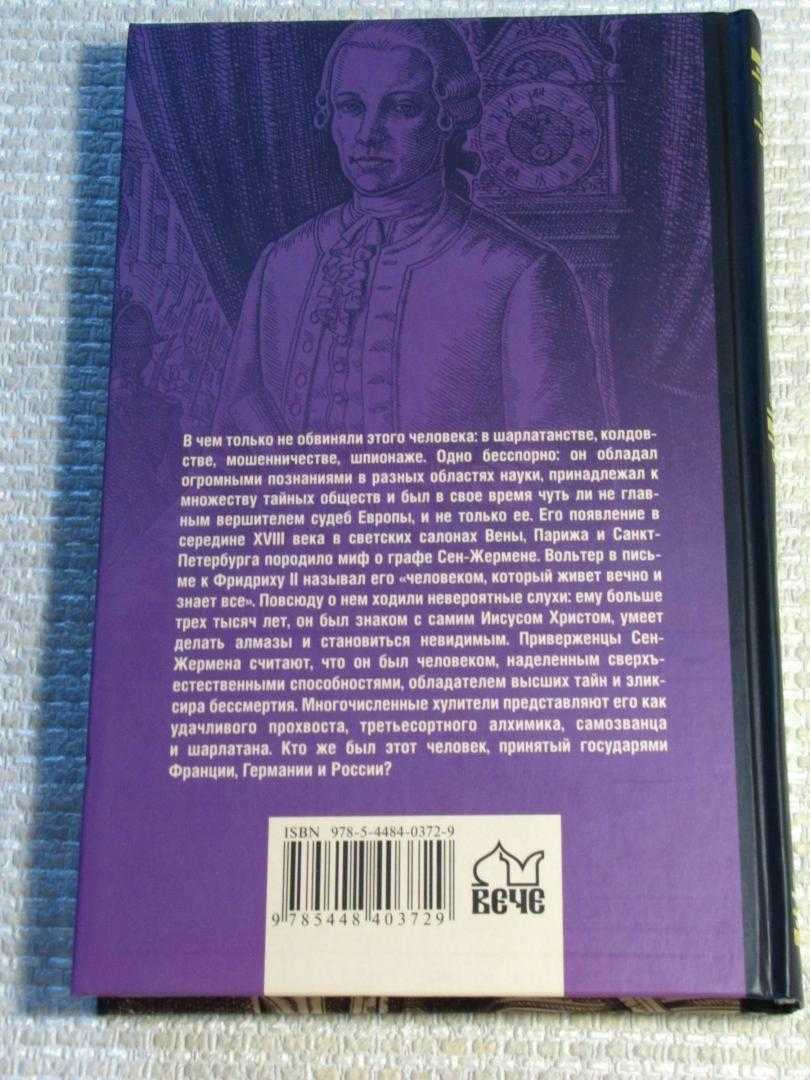 В чем только не обвиняли этого человека: в шарлатанстве, колдов-
стве, мошенничестве, шпионаже. Одно бесспорно: он обладал
огромными познаниями в разных областях науки, принадлежал к
множеству тайных обществ и был в свое время чуть ли не глав-
ным вершителем судеб Европы, и не только ее. Его появление в
середине XVIII века в светских салонах Вены, Парижа и Санкт-
Петербурга породило миф о графе Сен-Жермене. Вольтер в пись-
ме к Фридриху II называл его «человеком, который живет вечно и
знает все». Повсюду о нем ходили невероятные слухи: ему больше
трех тысяч лет, он был знаком с самим Иисусом Христом, умеет
делать алмазы и становиться невидимым. Приверженцы Сен-
Жермена считают, что он был человеком, наделенным сверхъ-
естественными способностями, обладателем высших тайн и элик-
сира бессмертия. Многочисленные хулители представляют его как
удачливого прохвоста, третьесортного алхимика, самозванца
и шарлатана. Кто же был этот человек, принятый государями
Франции, Германии и России?
ISBN 978-5-4484-0372-9
9 785448 403729
ВЕЧЕ